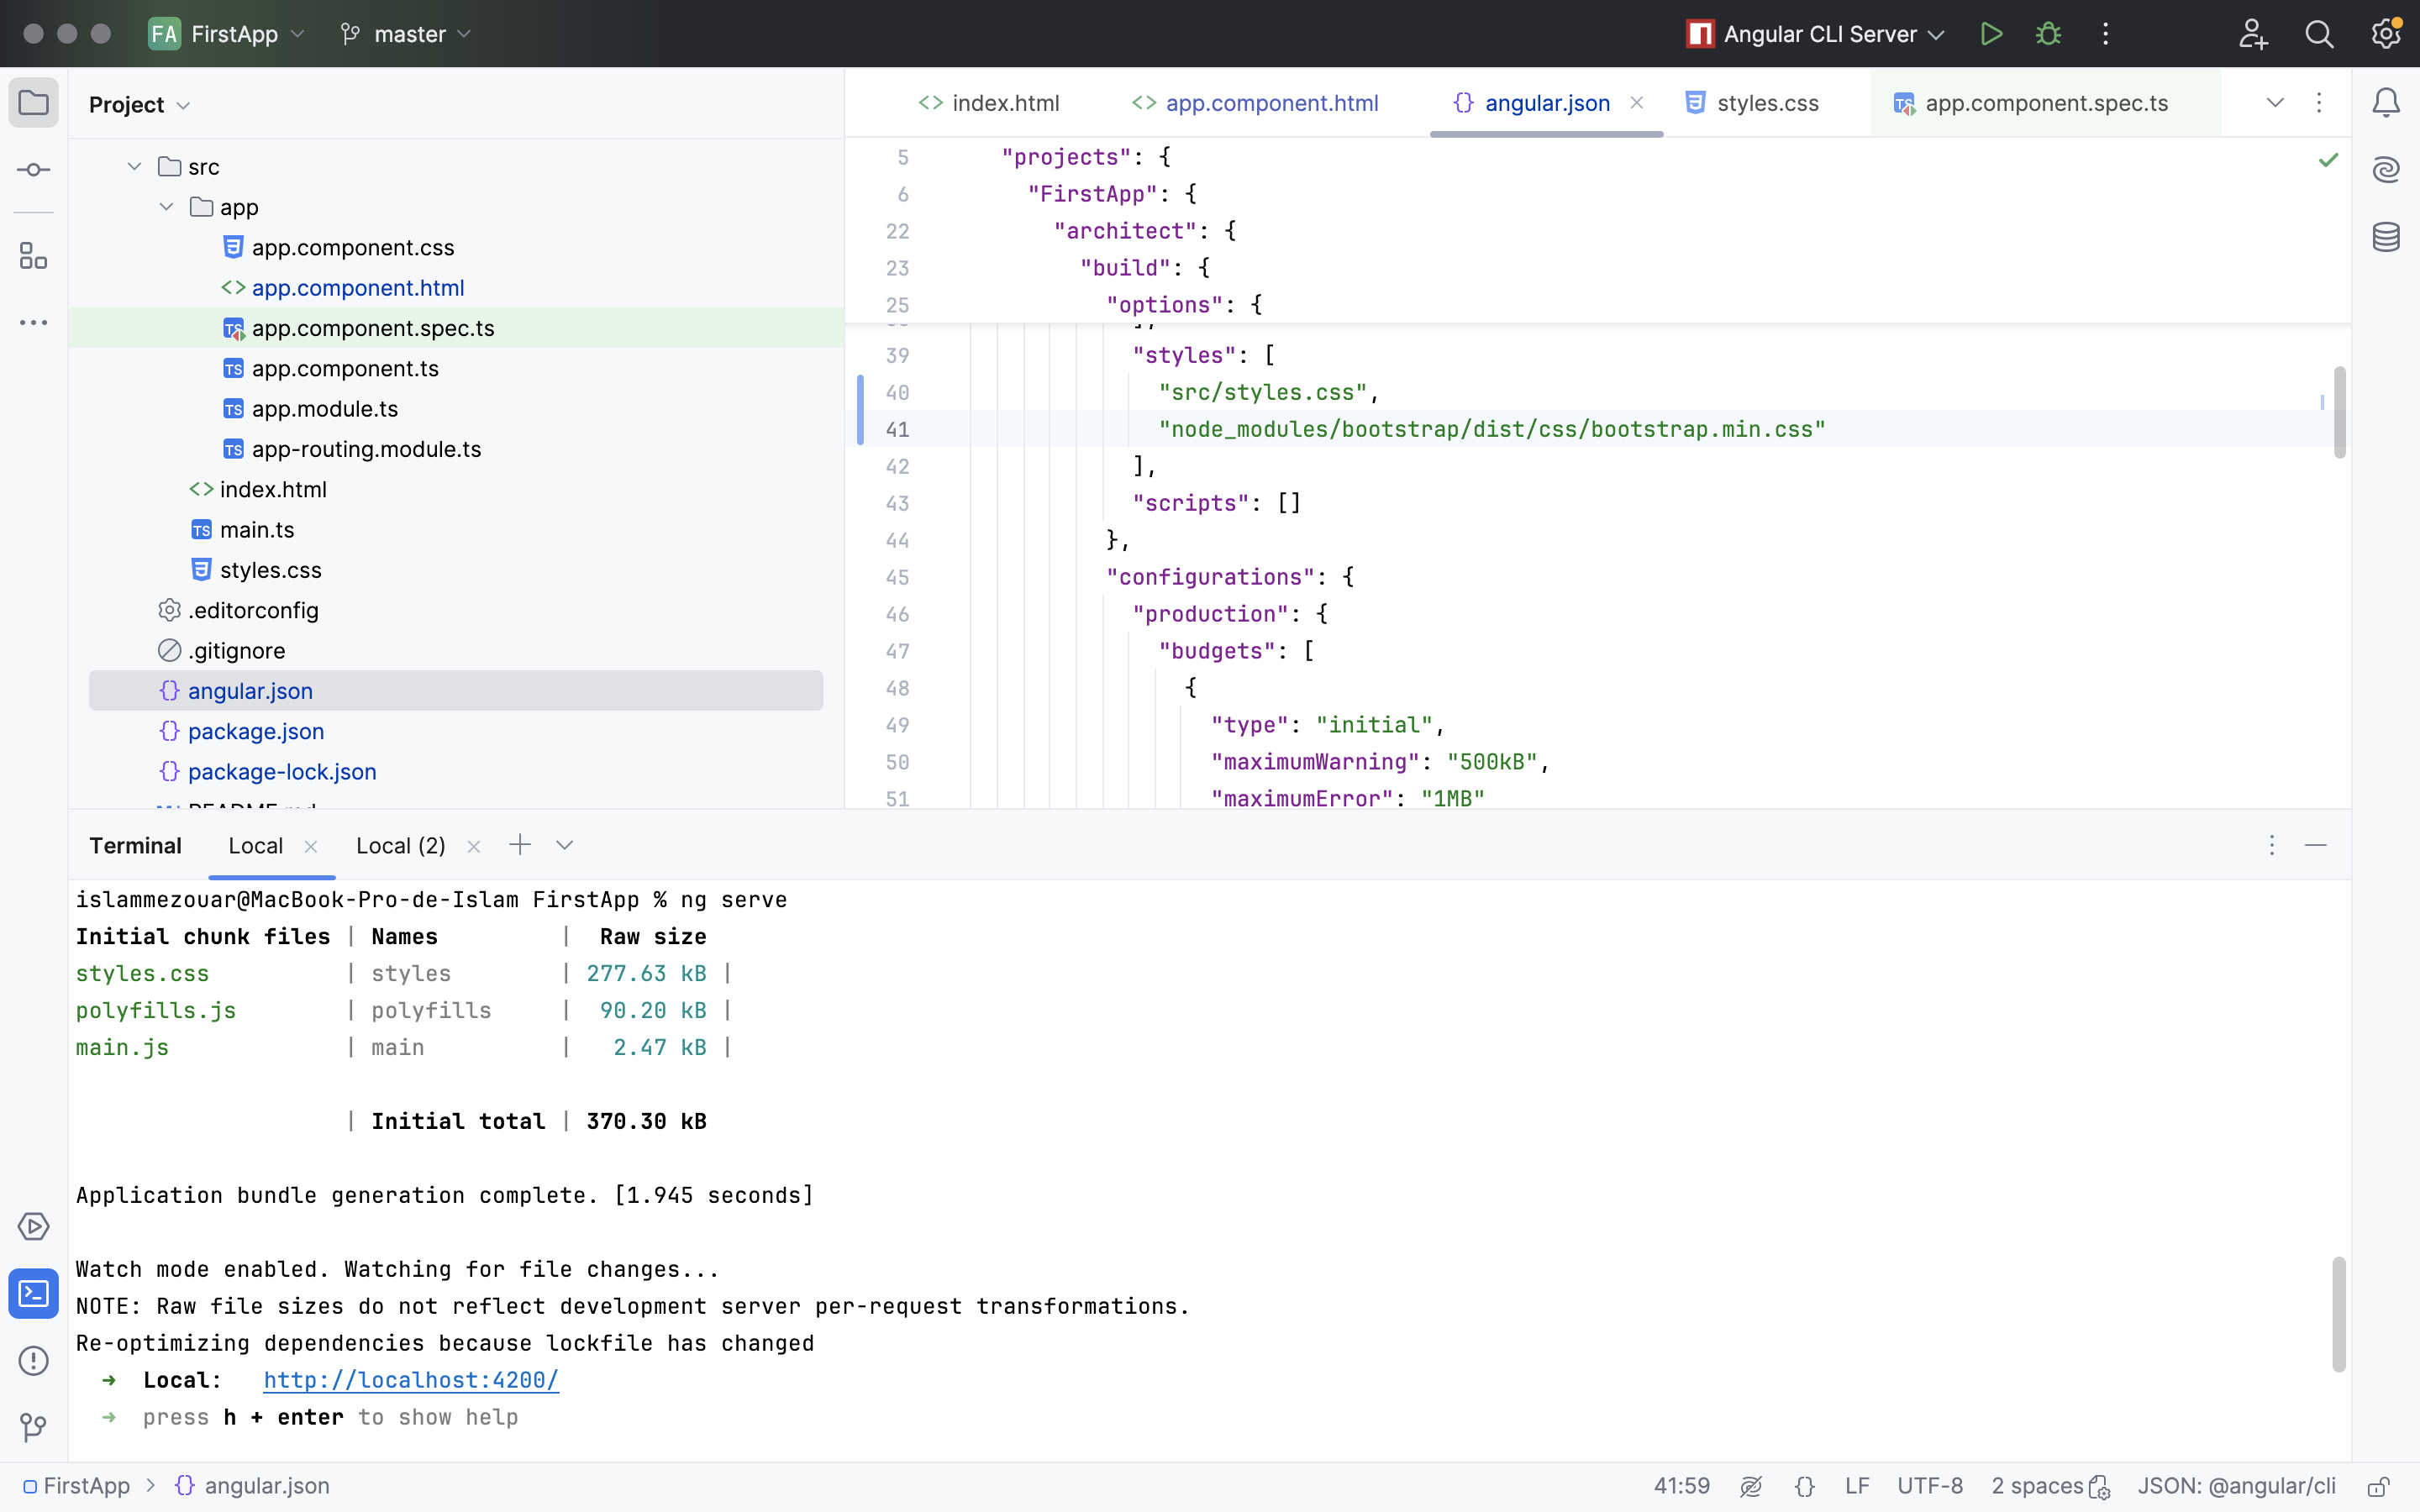 FA FirstApp master Angular CLI Server
Project
src
app
app.component.css
app.component.html
app.component.spec.ts
app.component.ts
app.module.ts
app-routing.module.ts
index.html
main.ts
styles.css
.editorconfig
.gitignore
angular.json
package.json
package-lock.json
README.md
index.html app.component.html angular.json styles.css app.component.spec.ts
5 "projects": {
6 "FirstApp": {
22 "architect": {
23 "build": {
25 "options": {
],
39 "styles": [
40 "src/styles.css",
41 "node_modules/bootstrap/dist/css/bootstrap.min.css"
42 ],
43 "scripts": []
44 },
45 "configurations": {
46 "production": {
47 "budgets": [
48 {
49 "type": "initial",
50 "maximumWarning": "500kB",
51 "maximumError": "1MB"
Terminal Local Local (2)
islammezouar@MacBook-Pro-de-Islam FirstApp % ng serve
Initial chunk files | Names | Raw size
styles.css | styles | 277.63 kB |
polyfills.js | polyfills | 90.20 kB |
main.js | main | 2.47 kB |
| Initial total | 370.30 kB
Application bundle generation complete. [1.945 seconds]
Watch mode enabled. Watching for file changes...
NOTE: Raw file sizes do not reflect development server per-request transformations.
Re-optimizing dependencies because lockfile has changed
➜ Local: http://localhost:4200/
➜ press h + enter to show help
FirstApp > angular.json 41:59 {} LF UTF-8 2 spaces JSON: @angular/cli